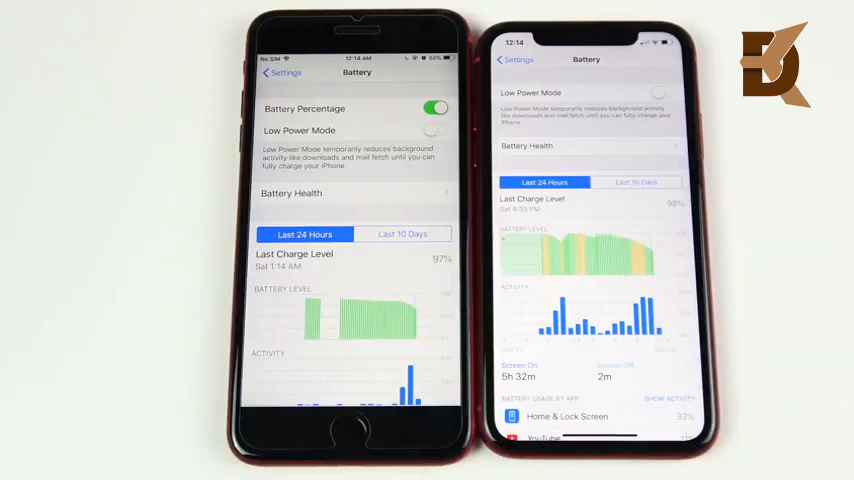 No SIM
12:14 AM
65%
Settings
Battery
Battery Percentage
Low Power Mode
Low Power Mode temporarily reduces background
activity like downloads and mail fetch until you can
fully charge your iPhone.
Battery Health
Last 24 Hours
Last 10 Days
Last Charge Level
Sat 1:14 AM
97%
BATTERY LEVEL
100%
ACTIVITY
12:14
Settings
Battery
Low Power Mode
Low Power Mode temporarily reduces background activity
like downloads and mail fetch until you can fully charge your
iPhone.
Battery Health
Last 24 Hours
Last 10 Days
Last Charge Level
Sat 4:35 PM
98%
BATTERY LEVEL
ACTIVITY
Screen On
Screen Off
5h 32m
2m
BATTERY USAGE BY APP
SHOW ACTIVITY
Home & Lock Screen
33%
YouTube
D